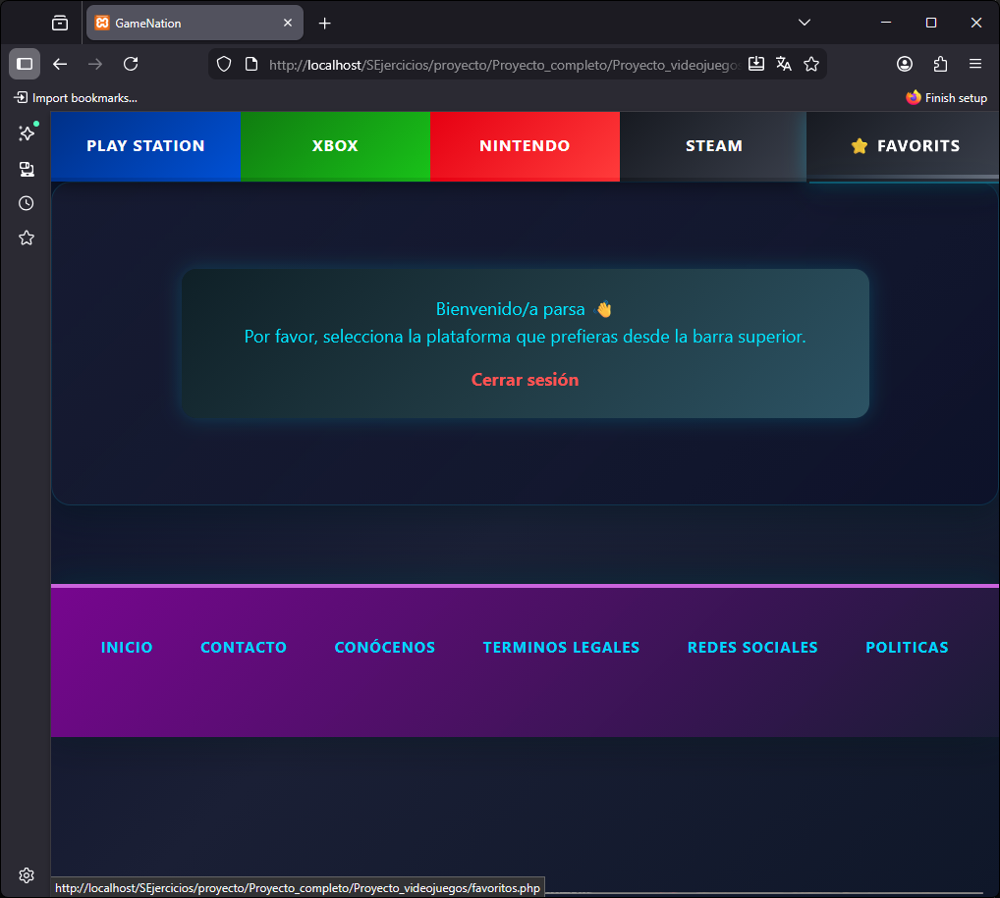 GameNation
http://localhost/SEjercicios/proyecto/Proyecto_completo/Proyecto_videojuegos
Import bookmarks...
Finish setup
PLAY STATION
XBOX
NINTENDO
STEAM
⭐ FAVORITS
Bienvenido/a parsa 👋
Por favor, selecciona la plataforma que prefieras desde la barra superior.
Cerrar sesión
INICIO
CONTACTO
CONÓCENOS
TERMINOS LEGALES
REDES SOCIALES
POLITICAS
http://localhost/SEjercicios/proyecto/Proyecto_completo/Proyecto_videojuegos/favoritos.php